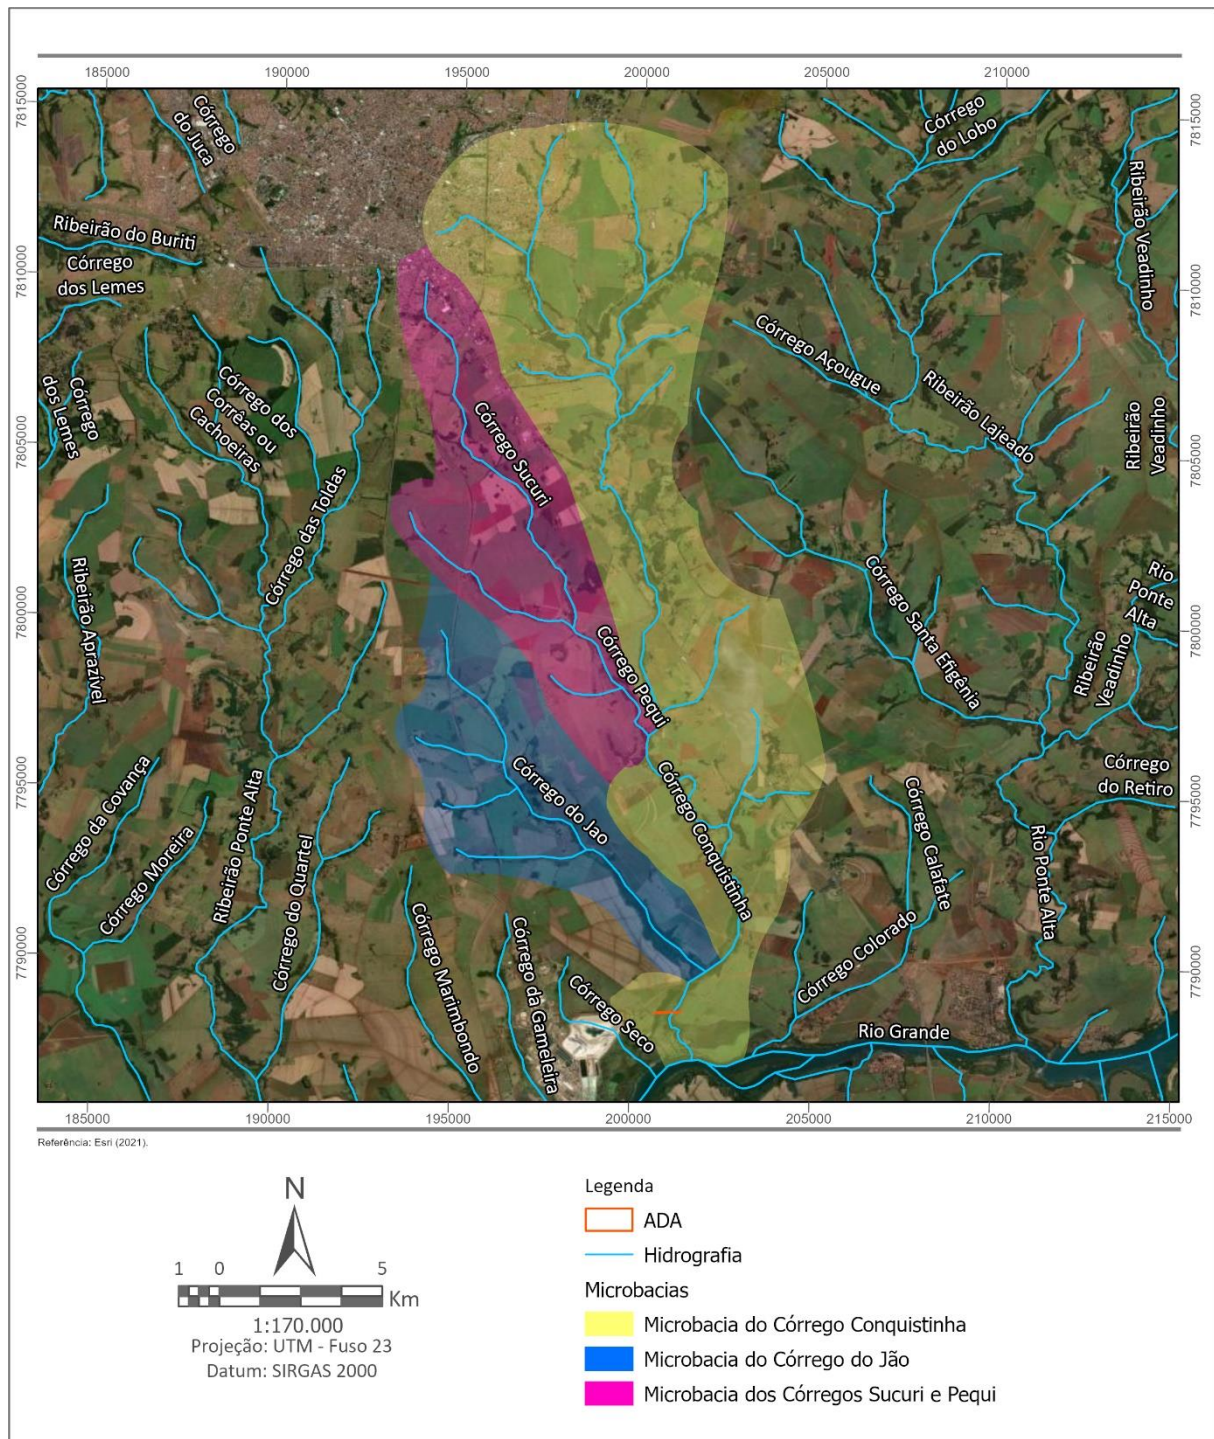 185000
190000
195000
200000
205000
210000
7815000
7810000
7805000
7800000
7795000
7790000
7815000
7810000
7805000
7800000
7795000
7790000
Córrego
do Juca
Córrego
Ribeirão do Buriti
Córrego
dos Lemes
Córrego
dos Lemes
Córrego dos
Corrêas ou
Cachoeiras
Córrego das Toldas
Ribeirão Aprazível
Córrego da Covança
Córrego Moreira
Ribeirão Ponte Alta
Córrego do Quartel
Córrego Marimbondo
Córrego da Gameleira
Córrego Seco
Córrego Sucuri
Córrego Pequi
Córrego do Jao
Córrego Conquistinha
Córrego
do Lobo
Ribeirão Veadinho
Córrego Açougue
Ribeirão Lajeado
Ribeirão
Veadinho
Córrego Santa Efigênia
Rio
Ponte
Alta
Ribeirão
Veadinho
Córrego
do Retiro
Córrego Calafate
Córrego Colorado
Rio Ponte Alta
Rio Grande
185000
190000
195000
200000
205000
210000
215000
Referência: Esri (2021).
N
1 0 5
Km
1:170.000
Projeção: UTM - Fuso 23
Datum: SIRGAS 2000
Legenda
ADA
Hidrografia
Microbacias
Microbacia do Córrego Conquistinha
Microbacia do Córrego do Jão
Microbacia dos Córregos Sucuri e Pequi